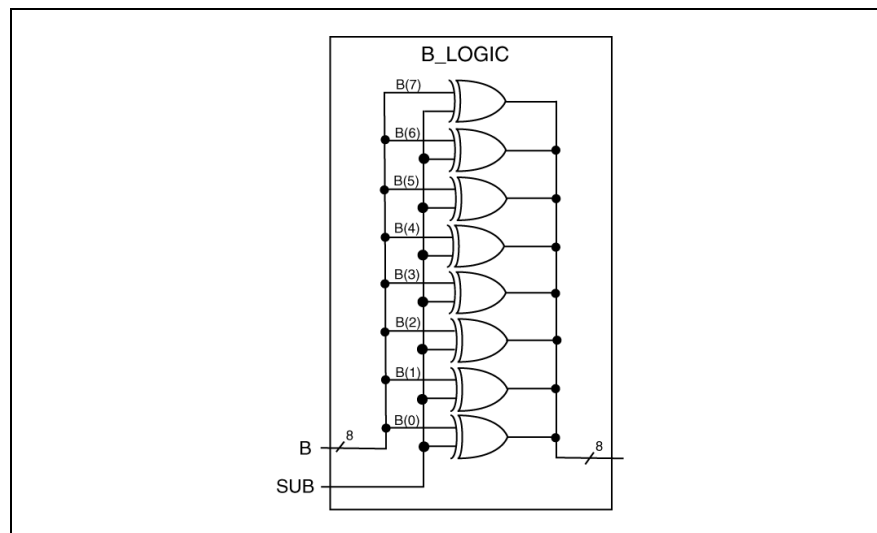 B_LOGIC
B(7)
B(6)
B(5)
B(4)
B(3)
B(2)
B(1)
B(0)
B
8
8
SUB